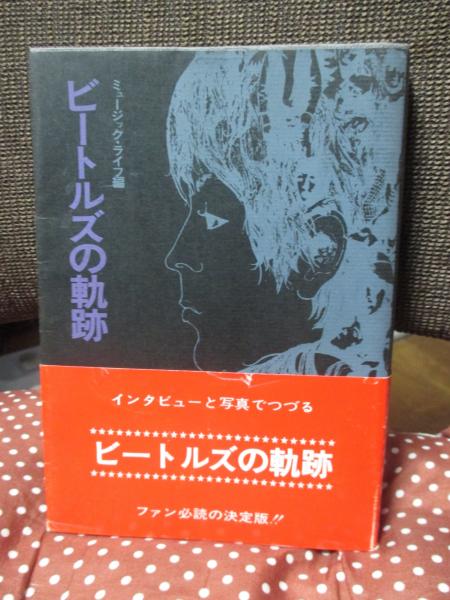 ミュージック・ライフ編
ビートルズの軌跡
インタビューと写真でつづる
★★★★★★★★★★★★★★★★★★★★★★★★★★★★
ビートルズの軌跡
★★★★★★★★★★★★★★★★★★★★★★★★★★★★
ファン必読の決定版!!